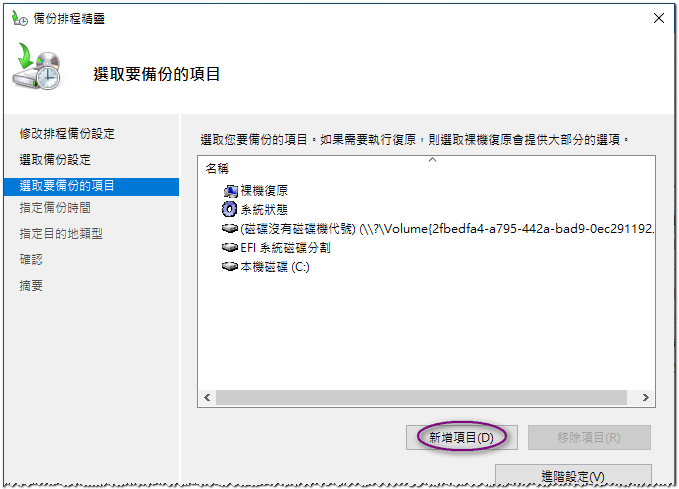 備份排程精靈
選取要備份的項目
修改排程備份設定
選取備份設定
選取要備份的項目
指定備份時間
指定目的地類型
確認
摘要
選取您要備份的項目。如果需要執行復原，則選取裸機復原會提供大部分的選項。
名稱
裸機復原
系統狀態
(磁碟沒有磁碟機代號) (\\?\Volume{2fbedfa4-a795-442a-bad9-0ec291192.
EFI 系統磁碟分割
本機磁碟 (C:)
新增項目(D)
移除項目(R)
進階設定(V)